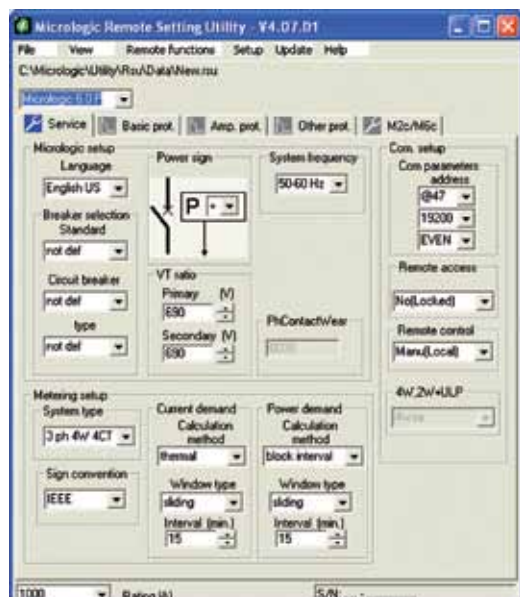 Micrologic Remote Setting Utility - V4.07.01
File View Remote functions Setup Update Help
C:\Micrologic\Utility\Rsu\Data\New.rsu
Micrologic 6.0 F
Service Basic prot. Amp. prot. Other prot. M2c/M6c
Micrologic setup
Language
English US
Breaker selection
Standard
not def
Circuit breaker
not def
type
not def
Power sign
P +
VT ratio
Primary (V)
690
Secondary (V)
690
System frequency
50-60 Hz
PhContactWear
Com. setup
Com parameters
address
@47
19200
EVEN
Remote access
No(Locked)
Remote control
Manu(Local)
4W,2W+ULP
Metering setup
System type
3 ph 4W 4CT
Sign convention
IEEE
Current demand
Calculation
method
thermal
Window type
sliding
Interval (min.)
15
Power demand
Calculation
method
block interval
Window type
sliding
Interval (min.)
15
1000 Rating (A) S/N: